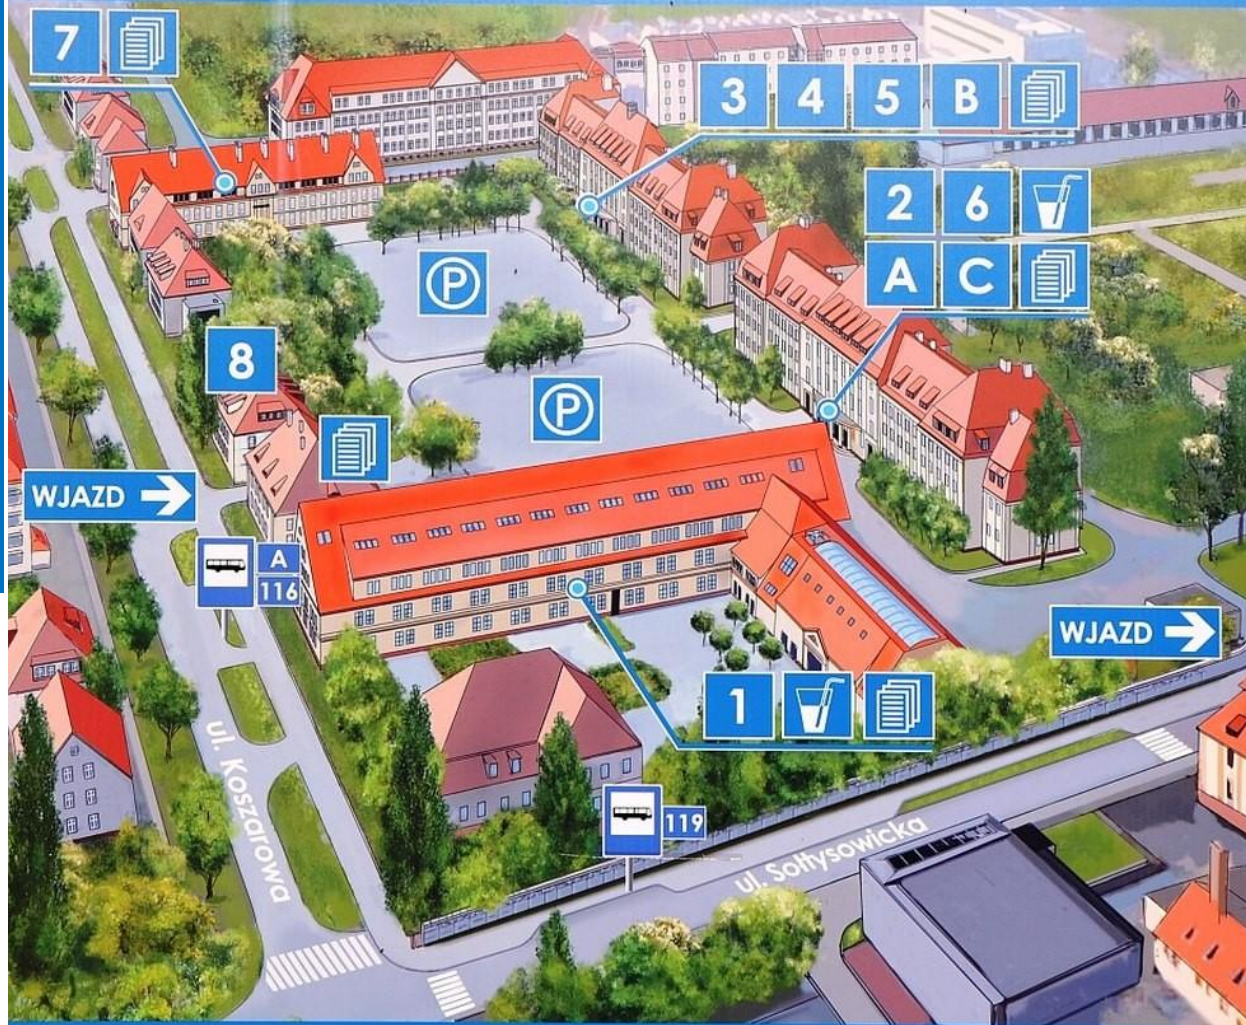 7
3 4 5 B
2 6
A C
P
8
P
WJAZD
A
116
WJAZD
1
ul. Koszarowa
119
ul. Sołtysowicka